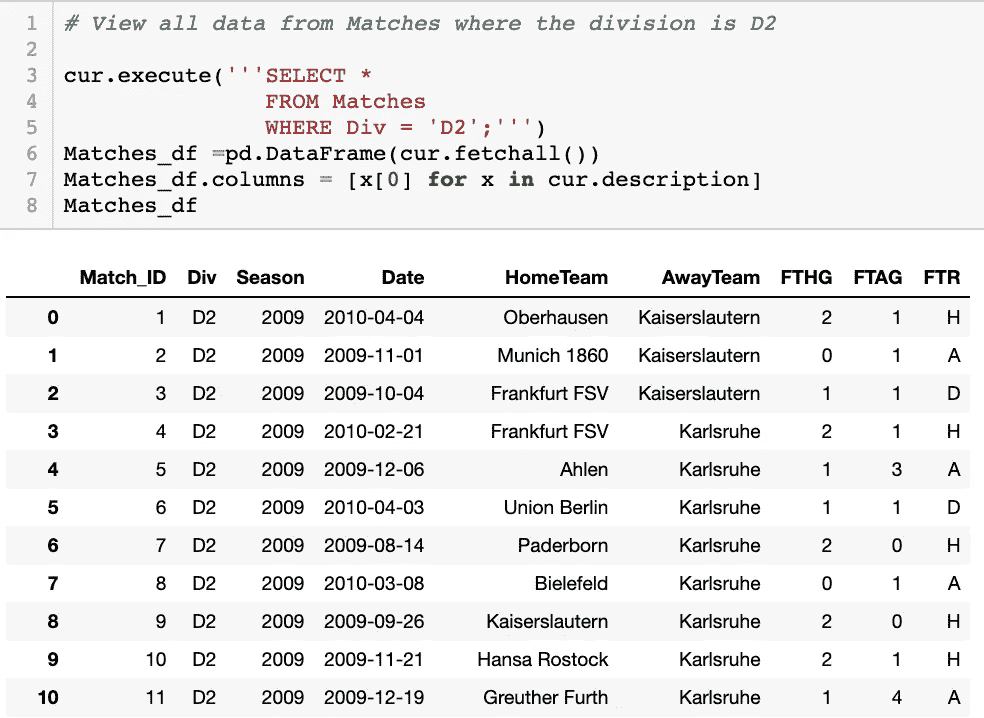 1 # View all data from Matches where the division is D2
2
3 cur.execute('''SELECT *
4 FROM Matches
5 WHERE Div = 'D2';''')
6 Matches_df =pd.DataFrame(cur.fetchall())
7 Matches_df.columns = [x[0] for x in cur.description]
8 Matches_df
Match_ID Div Season Date HomeTeam AwayTeam FTHG FTAG FTR
0 1 D2 2009 2010-04-04 Oberhausen Kaiserslautern 2 1 H
1 2 D2 2009 2009-11-01 Munich 1860 Kaiserslautern 0 1 A
2 3 D2 2009 2009-10-04 Frankfurt FSV Kaiserslautern 1 1 D
3 4 D2 2009 2010-02-21 Frankfurt FSV Karlsruhe 2 1 H
4 5 D2 2009 2009-12-06 Ahlen Karlsruhe 1 3 A
5 6 D2 2009 2010-04-03 Union Berlin Karlsruhe 1 1 D
6 7 D2 2009 2009-08-14 Paderborn Karlsruhe 2 0 H
7 8 D2 2009 2010-03-08 Bielefeld Karlsruhe 0 1 A
8 9 D2 2009 2009-09-26 Kaiserslautern Karlsruhe 2 0 H
9 10 D2 2009 2009-11-21 Hansa Rostock Karlsruhe 2 1 H
10 11 D2 2009 2009-12-19 Greuther Furth Karlsruhe 1 4 A